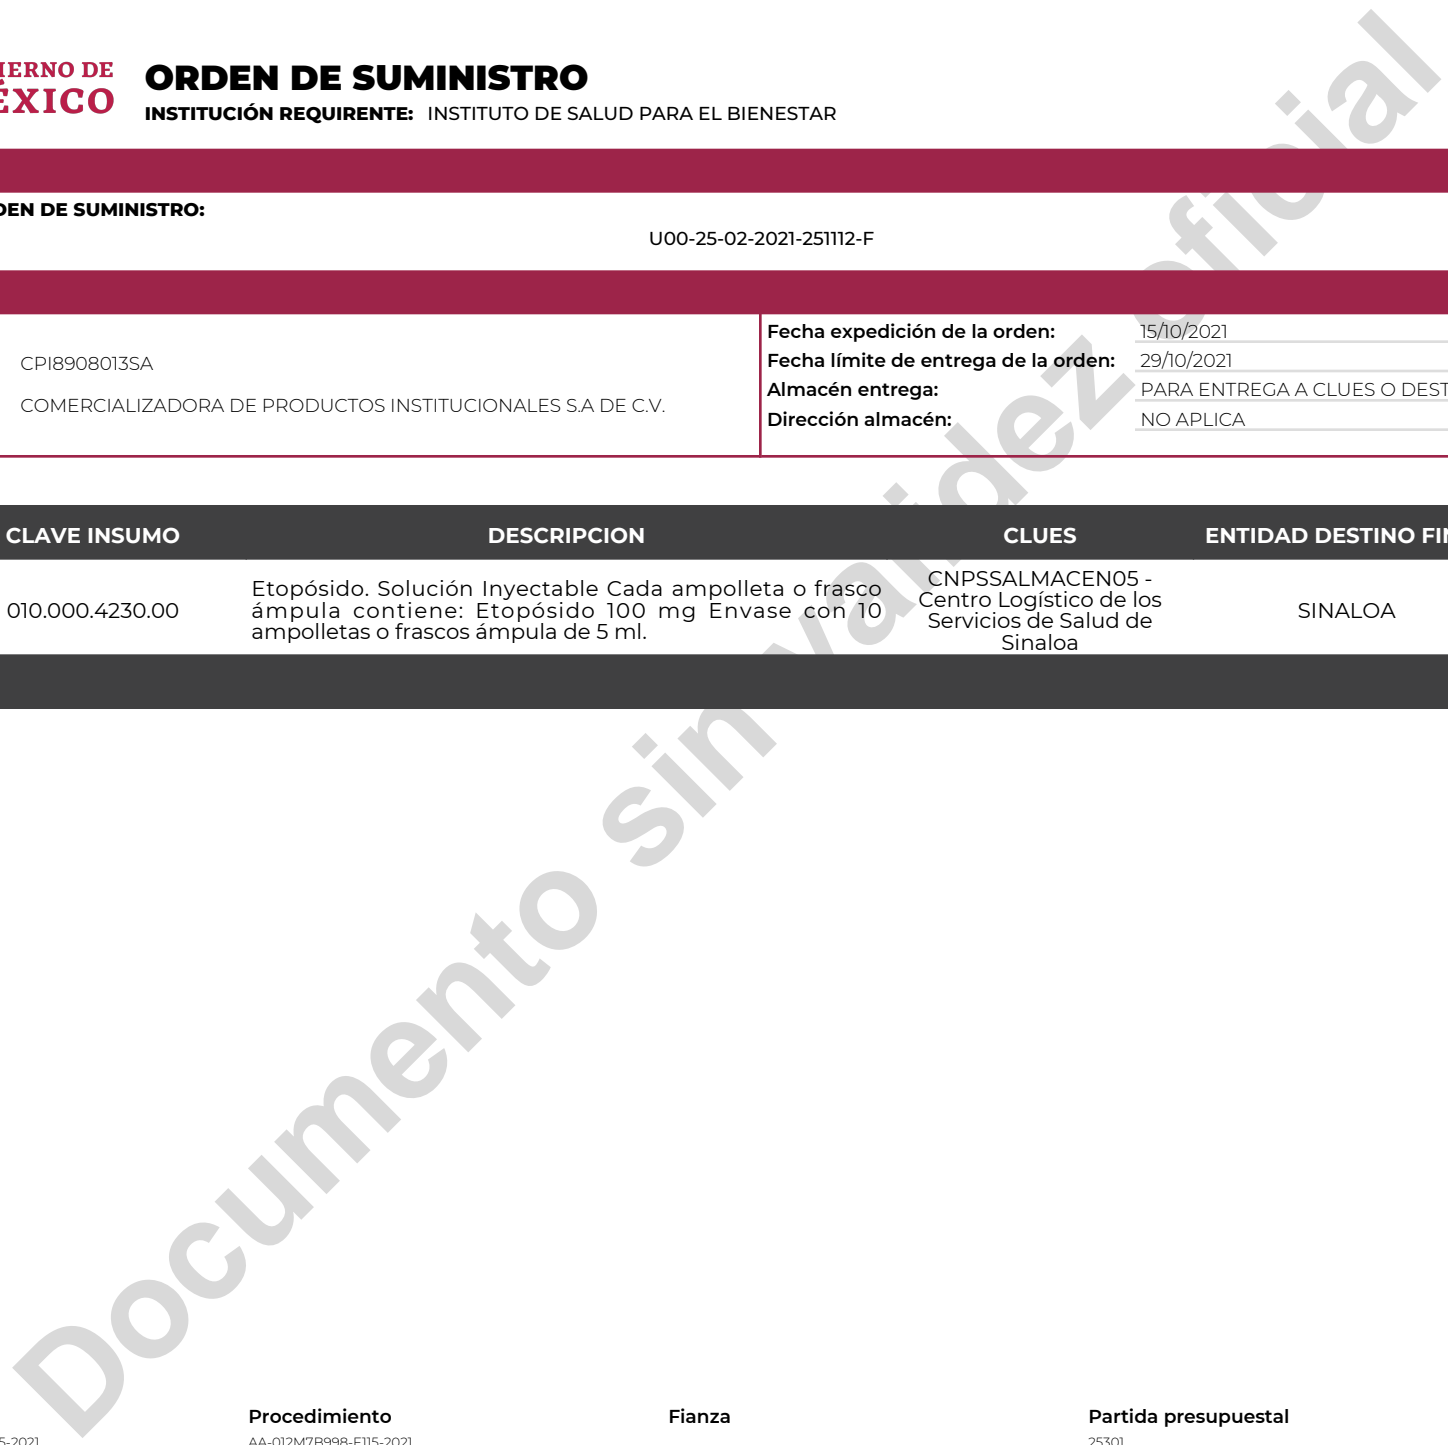 IERNO DE
ÉXICO
ORDEN DE SUMINISTRO
INSTITUCIÓN REQUIRENTE: INSTITUTO DE SALUD PARA EL BIENESTAR
DEN DE SUMINISTRO:
U00-25-02-2021-251112-F
CPI8908013SA
COMERCIALIZADORA DE PRODUCTOS INSTITUCIONALES S.A DE C.V.
Fecha expedición de la orden: 15/10/2021
Fecha límite de entrega de la orden: 29/10/2021
Almacén entrega: PARA ENTREGA A CLUES O DEST
Dirección almacén: NO APLICA
CLAVE INSUMO DESCRIPCION CLUES ENTIDAD DESTINO FIN
010.000.4230.00
Etopósido. Solución Inyectable Cada ampolleta o frasco
ámpula contiene: Etopósido 100 mg Envase con 10
ampolletas o frascos ámpula de 5 ml.
CNPSSALMACEN05 -
Centro Logístico de los
Servicios de Salud de
Sinaloa
SINALOA
Documento sin validez oficial
Procedimiento Fianza Partida presupuestal
5-2021 AA-012M7B998-E115-2021 25301